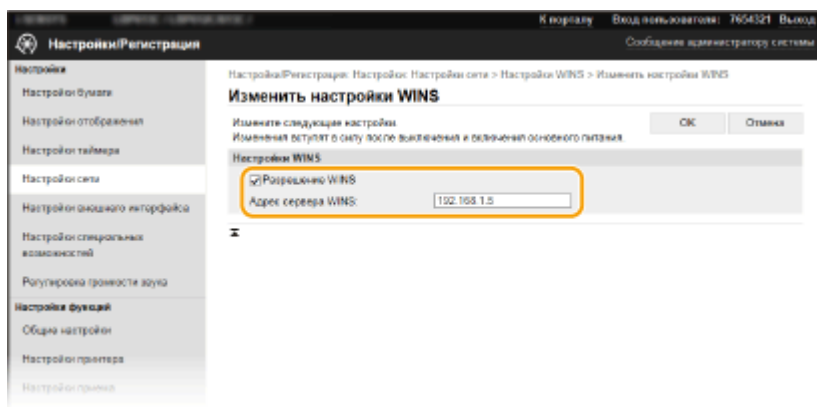 К порталу Вход пользователя: 7654321 Выход
Настройки/Регистрация
Сообщение администратору системы
Настройки
Настройки бумаги
Настройки отображения
Настройки таймера
Настройки сети
Настройки внешнего интерфейса
Настройки специальных
возможностей
Регулировка громкости звука
Настройки функций
Общие настройки
Настройки принтера
Настройки приема
Настройки/Регистрация: Настройки: Настройки сети > Настройки WINS > Изменить настройки WINS
Изменить настройки WINS
Измените следующие настройки.
Изменения вступят в силу после выключения и включения основного питания.
OK Отмена
Настройки WINS
Разрешение WINS
Адрес сервера WINS: 192.168.1.5